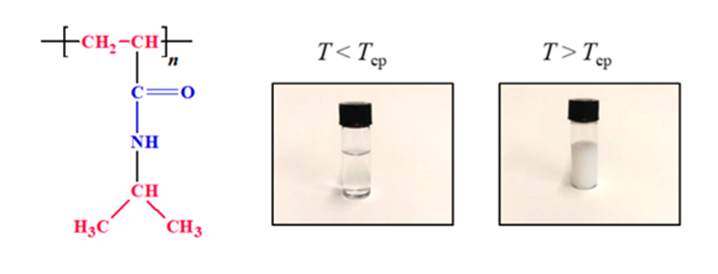 CH₂–CH
n
C=O
NH
CH
H₃C CH₃
T < Tcp
T > Tcp